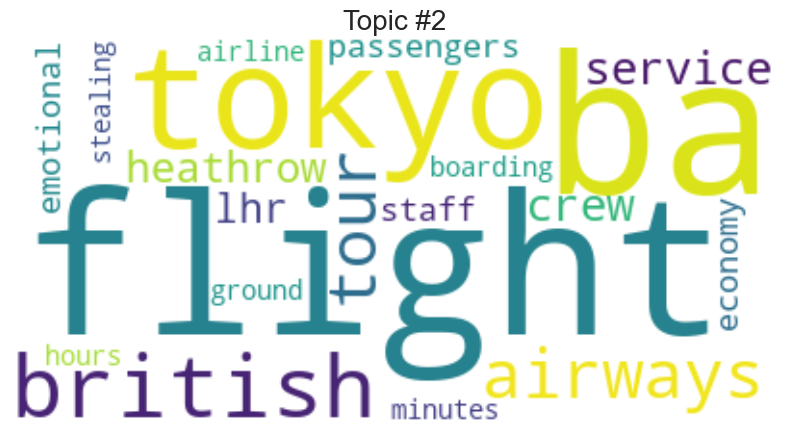 Topic #2
emotional
stealing
airline
passengers
tokyo
service
ba
heathrow
boarding
tour
lhr
staff
crew
flight
economy
ground
hours
british
airways
minutes